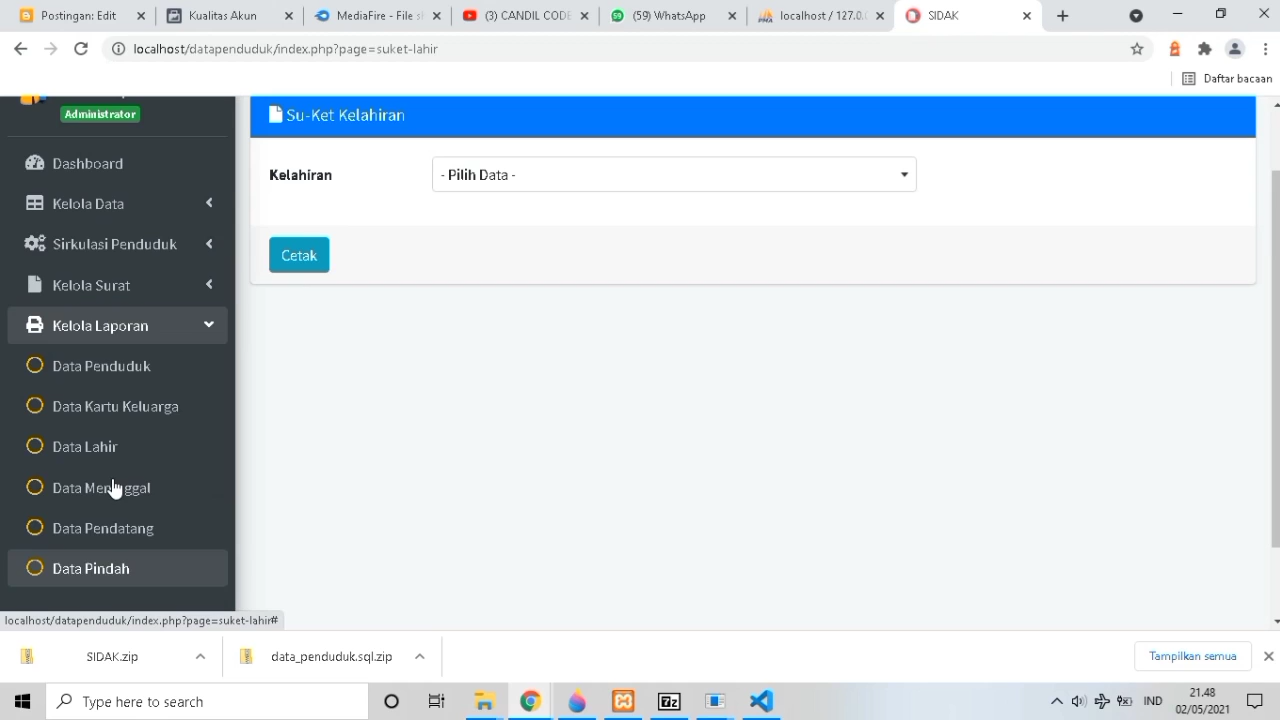 Postingan: Edit
Kualitas Akun
MediaFire - File s
(3) CANDIL CODE
59 (59) WhatsApp
localhost / 127.0.
SIDAK
localhost/datapenduduk/index.php?page=suket-lahir
Daftar bacaan
Administrator
Su-Ket Kelahiran
Dashboard
Kelahiran
- Pilih Data -
Kelola Data
Sirkulasi Penduduk
Cetak
Kelola Surat
Kelola Laporan
Data Penduduk
Data Kartu Keluarga
Data Lahir
Data Meninggal
Data Pendatang
Data Pindah
localhost/datapenduduk/index.php?page=suket-lahir#
SIDAK.zip
data_penduduk.sql.zip
Tampilkan semua
Type here to search
7z
IND
21.48
02/05/2021